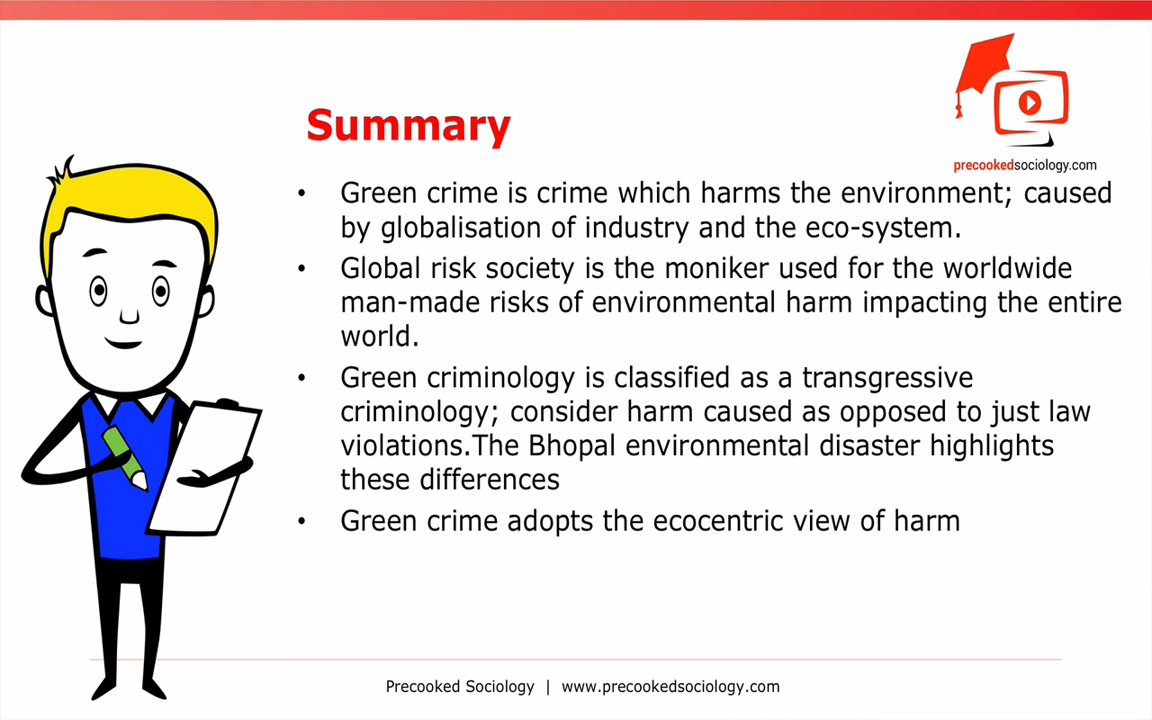 precookedsociology.com
Summary
• Green crime is crime which harms the environment; caused
by globalisation of industry and the eco-system.
• Global risk society is the moniker used for the worldwide
man-made risks of environmental harm impacting the entire
world.
• Green criminology is classified as a transgressive
criminology; consider harm caused as opposed to just law
violations.The Bhopal environmental disaster highlights
these differences
• Green crime adopts the ecocentric view of harm
Precooked Sociology | www.precookedsociology.com